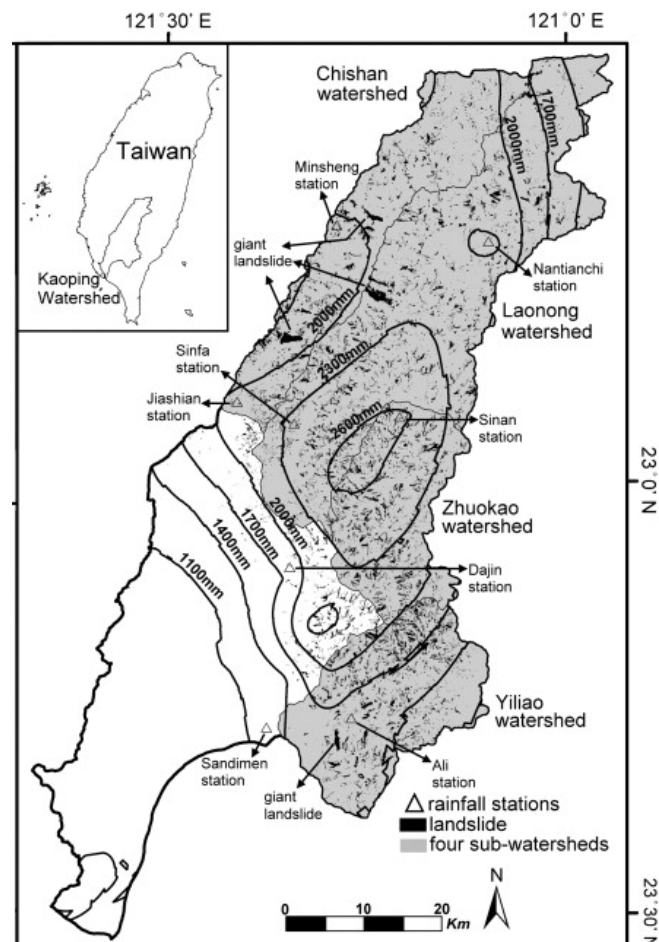 121°30' E
121°0' E
Taiwan
Kaoping
Watershed
Chishan
watershed
1700mm
2000mm
Minsheng
station
giant
landslide
Nantianchi
station
Laonong
watershed
2000mm
Sinfa
station
2300mm
Jiashian
station
2600mm
Sinan
station
23°0' N
Zhuokao
watershed
2000mm
1700mm
1400mm
1100mm
Dajin
station
Yiliao
watershed
Sandimen
station
giant
landslide
Ali
station
rainfall stations
landslide
four sub-watersheds
N
0 5 10 20
Km
23°30' N